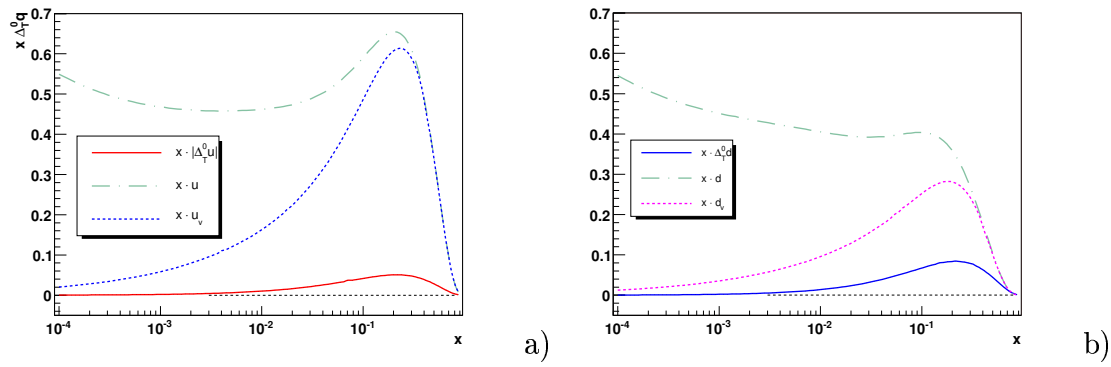 x Δ_T^0 q
0.7
0.6
0.5
0.4
0.3
0.2
0.1
0
x · |Δ_T^0 u|
x · u
x · u_v
10^-4
10^-3
10^-2
10^-1
x
a)
0.7
0.6
0.5
0.4
0.3
0.2
0.1
0
x · Δ_T^0 d
x · d
x · d_v
10^-4
10^-3
10^-2
10^-1
x
b)